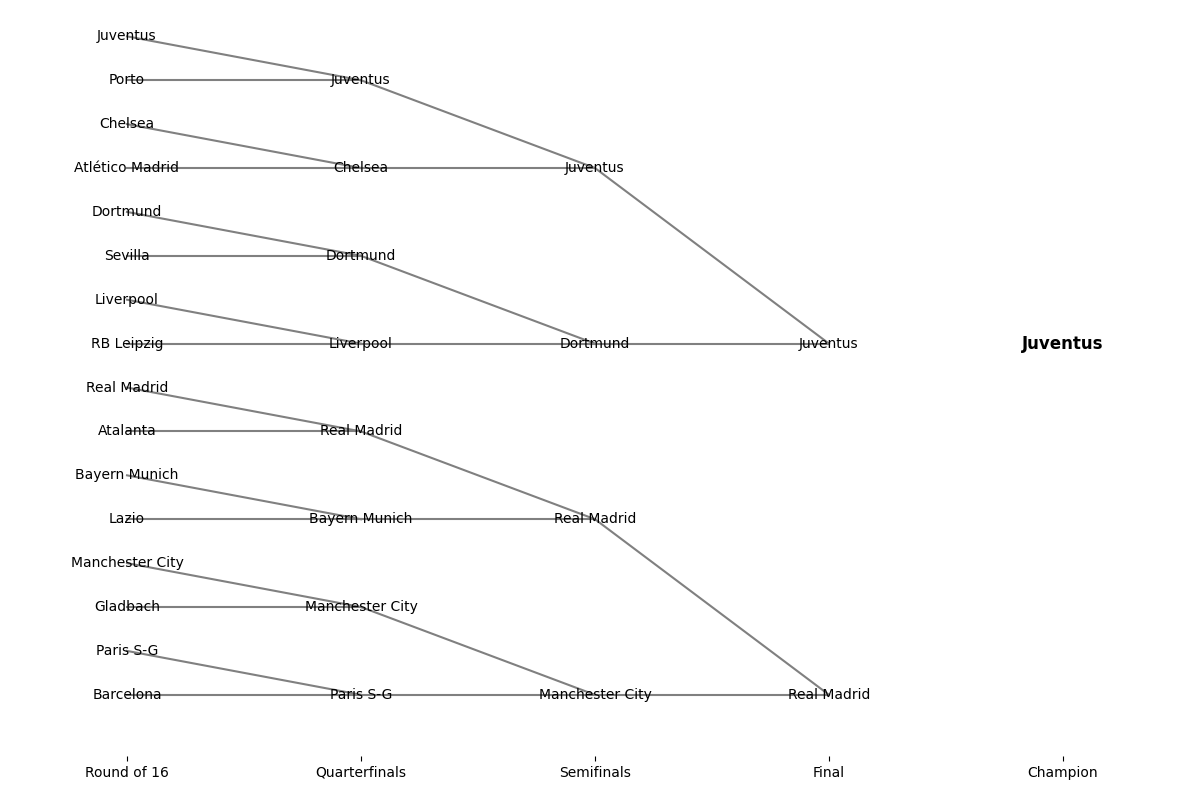 Juventus
Porto
Juventus
Chelsea
Atlético Madrid
Chelsea
Juventus
Dortmund
Sevilla
Dortmund
Liverpool
RB Leipzig
Liverpool
Dortmund
Juventus
Juventus
Real Madrid
Atalanta
Real Madrid
Bayern Munich
Lazio
Bayern Munich
Real Madrid
Manchester City
Gladbach
Manchester City
Paris S-G
Barcelona
Paris S-G
Manchester City
Real Madrid
Round of 16
Quarterfinals
Semifinals
Final
Champion